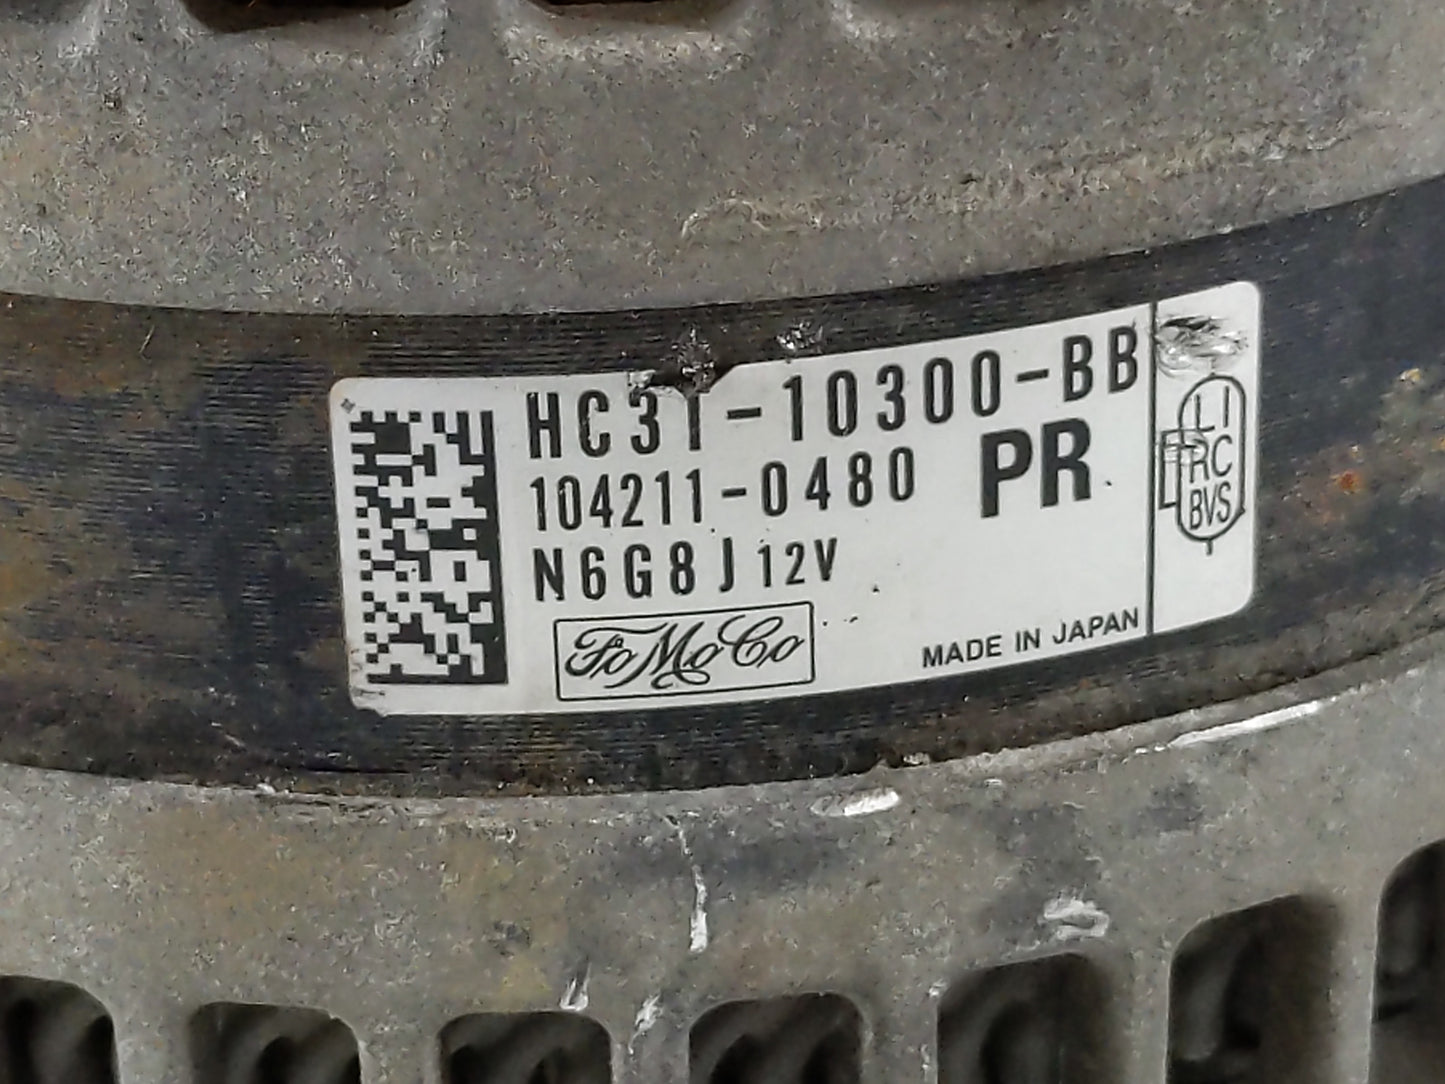 HC3T-10300-BB
104211-0480 PR
N6G8J 12V
FoMoCo
MADE IN JAPAN
LI
RC
BVS